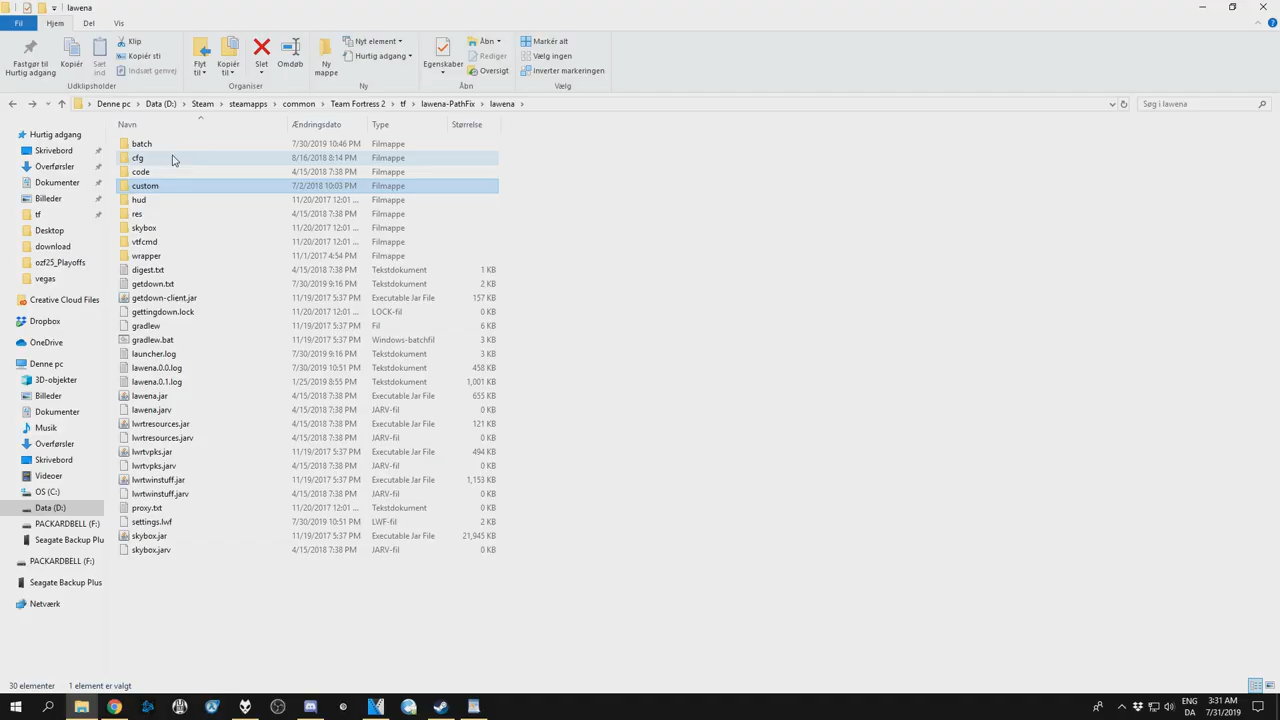 lawena
Fil
Hjem
Del
Vis
Fastgør til
Hurtig adgang
Kopiér
Sæt
ind
Klip
Kopiér sti
Indsæt genvej
Udklipsholder
Flyt
til
Kopiér
til
Slet
Omdøb
Organiser
Ny
mappe
Nyt element
Hurtig adgang
Ny
Egenskaber
Åbn
Rediger
Oversigt
Åbn
Markér alt
Vælg ingen
Inverter markeringen
Vælg
Denne pc
Data (D:)
Steam
steamapps
common
Team Fortress 2
tf
lawena-PathFix
lawena
Søg i lawena
Hurtig adgang
Skrivebord
Overførsler
Dokumenter
Billeder
tf
Desktop
download
ozf25_Playoffs
vegas
Creative Cloud Files
Dropbox
OneDrive
Denne pc
3D-objekter
Billeder
Dokumenter
Musik
Overførsler
Skrivebord
Videoer
OS (C:)
Data (D:)
PACKARDBELL (F:)
Seagate Backup Plu
PACKARDBELL (F:)
Seagate Backup Plus
Netværk
Navn Ændringsdato Type Størrelse
batch 7/30/2019 10:46 PM Filmappe
cfg 8/16/2018 8:14 PM Filmappe
code 4/15/2018 7:38 PM Filmappe
custom 7/2/2018 10:03 PM Filmappe
hud 11/20/2017 12:01 ... Filmappe
res 4/15/2018 7:38 PM Filmappe
skybox 11/20/2017 12:01 ... Filmappe
vtfcmd 11/20/2017 12:01 ... Filmappe
wrapper 11/1/2017 4:54 PM Filmappe
digest.txt 4/15/2018 7:38 PM Tekstdokument 1 KB
getdown.txt 7/30/2019 9:16 PM Tekstdokument 2 KB
getdown-client.jar 11/19/2017 5:37 PM Executable Jar File 157 KB
gettingdown.lock 11/20/2017 12:01 ... LOCK-fil 0 KB
gradlew 11/19/2017 5:37 PM Fil 6 KB
gradlew.bat 11/19/2017 5:37 PM Windows-batchfil 3 KB
launcher.log 7/30/2019 9:16 PM Tekstdokument 3 KB
lawena.0.0.log 7/30/2019 10:51 PM Tekstdokument 458 KB
lawena.0.1.log 1/25/2019 8:55 PM Tekstdokument 1,001 KB
lawena.jar 4/15/2018 7:38 PM Executable Jar File 655 KB
lawena.jarv 4/15/2018 7:38 PM JARV-fil 0 KB
lwrtresources.jar 4/15/2018 7:38 PM Executable Jar File 121 KB
lwrtresources.jarv 4/15/2018 7:38 PM JARV-fil 0 KB
lwrtvpks.jar 11/19/2017 5:37 PM Executable Jar File 494 KB
lwrtvpks.jarv 4/15/2018 7:38 PM JARV-fil 0 KB
lwrtwinstuff.jar 11/19/2017 5:37 PM Executable Jar File 1,153 KB
lwrtwinstuff.jarv 4/15/2018 7:38 PM JARV-fil 0 KB
proxy.txt 11/20/2017 12:01 ... Tekstdokument 0 KB
settings.lwf 7/30/2019 10:51 PM LWF-fil 2 KB
skybox.jar 11/19/2017 5:37 PM Executable Jar File 21,945 KB
skybox.jarv 4/15/2018 7:38 PM JARV-fil 0 KB
30 elementer 1 element er valgt
ENG
DA
3:31 AM
7/31/2019